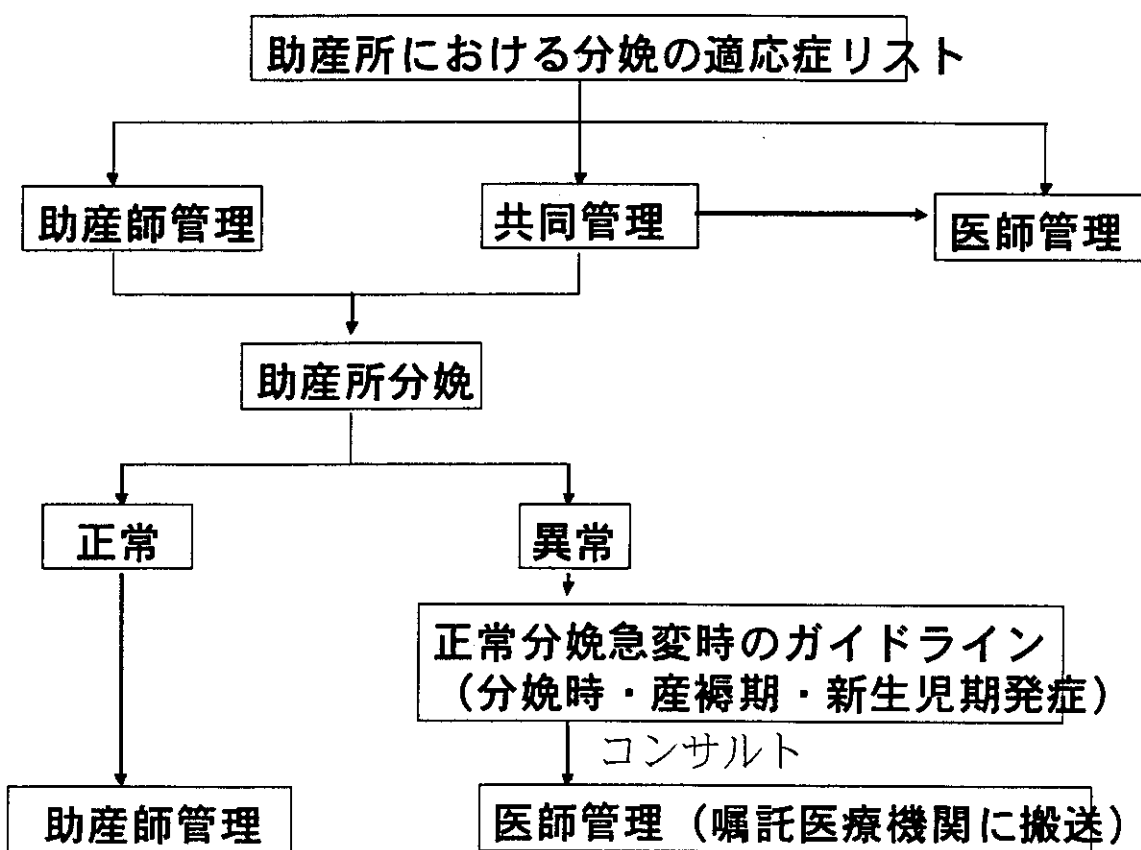 助産所における分娩の適応症リスト
助産師管理
共同管理
医師管理
助産所分娩
正常
異常
正常分娩急変時のガイドライン
（分娩時・産褥期・新生児期発症）
コンサルト
助産師管理
医師管理（嘱託医療機関に搬送）